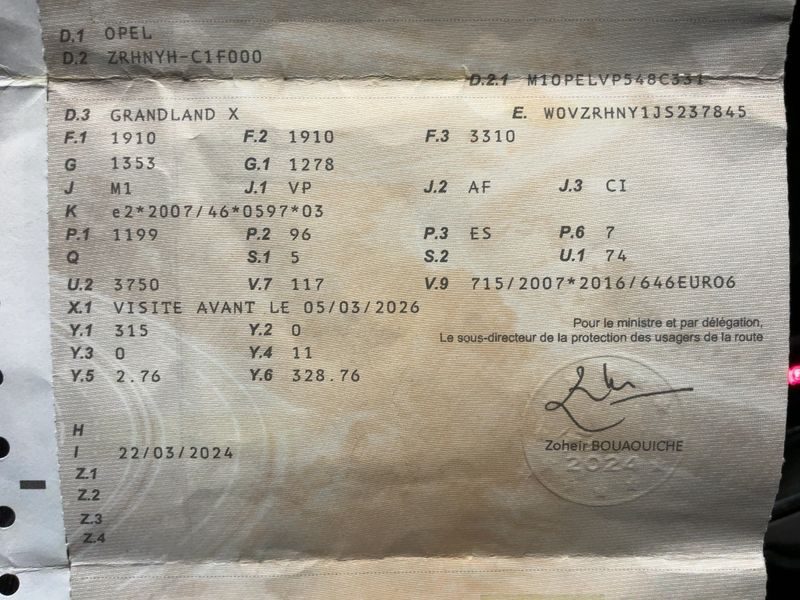 D.1 OPEL
D.2 ZRHNYH-C1F000
D.2.1 M10PELVP548C331
D.3 GRANDLAND X E. W0VZRHNY1JS237845
F.1 1910 F.2 1910 F.3 3310
G 1353 G.1 1278
J M1 J.1 VP J.2 AF J.3 CI
K e2*2007/46*0597*03
P.1 1199 P.2 96 P.3 ES P.6 7
Q S.1 5 S.2 U.1 74
U.2 3750 V.7 117 V.9 715/2007*2016/646EURO6
X.1 VISITE AVANT LE 05/03/2026
Y.1 315 Y.2 0
Pour le ministre et par délégation,
Le sous-directeur de la protection des usagers de la route
Y.3 0 Y.4 11
Y.5 2.76 Y.6 328.76
H
Zoheir BOUAOUICHE
I 22/03/2024
2024
Z.1
Z.2
Z.3
Z.4